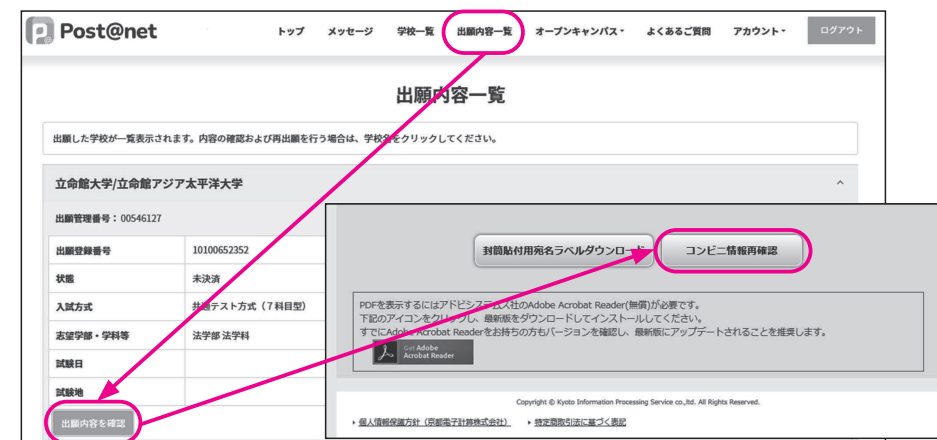 Post@net
トップ メッセージ 学校一覧 出願内容一覧 オープンキャンパス よくあるご質問 アカウント ログアウト
出願内容一覧
出願した学校が一覧表示されます。内容の確認および再出願を行う場合は、学校名をクリックしてください。
立命館大学/立命館アジア太平洋大学
出願管理番号：00546127
出願登録番号 10100652352
状態 未決済
入試方式 共通テスト方式（７科目型）
志望学部・学科等 法学部 法学科
試験日
試験地
出願内容を確認
封筒貼付用宛名ラベルダウンロード コンビニ情報再確認
PDFを表示するにはアドビシステムズ社のAdobe Acrobat Reader(無償)が必要です。
下記のアイコンをクリックし、最新版をダウンロードしてインストールしてください。
すでにAdobe Acrobat Readerをお持ちの方もバージョンを確認し、最新版にアップデートされることを推奨します。
Get Adobe
Acrobat Reader
Copyright © Kyoto Information Processing Service co.,ltd. All Rights Reserved.
個人情報保護方針（京都電子計算株式会社） 特定商取引法に基づく表記